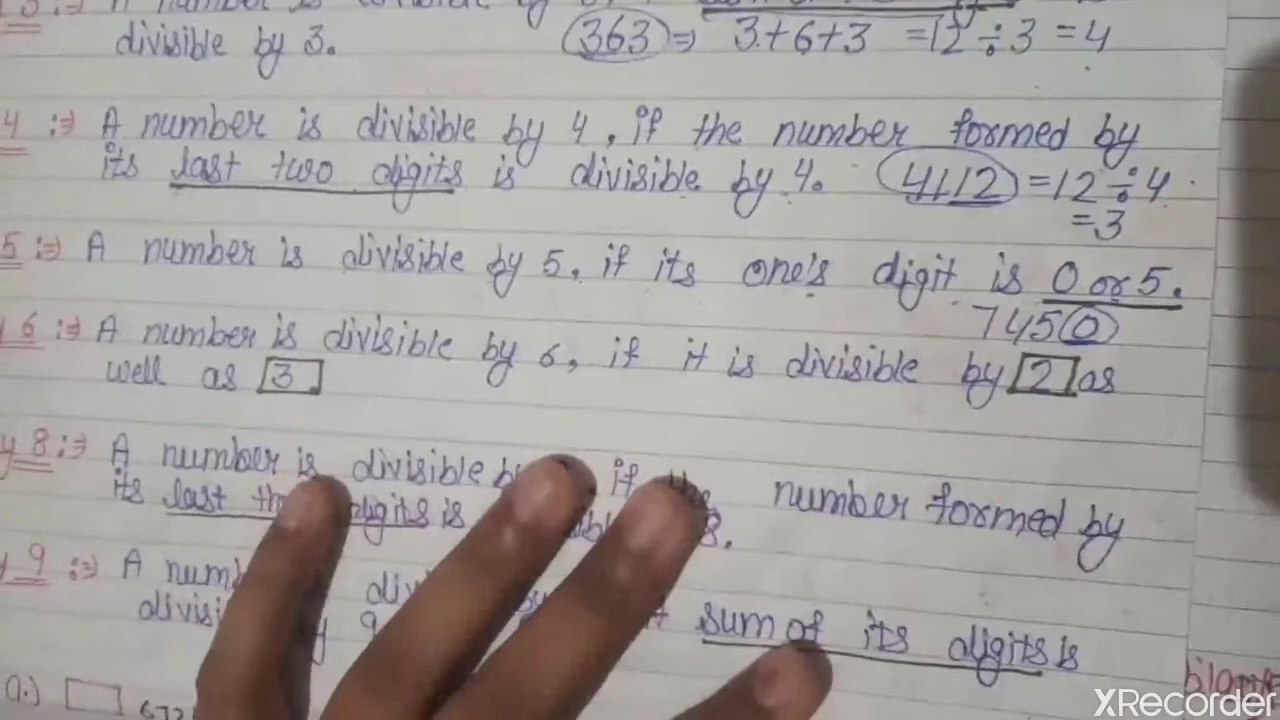 divisible by 3. (363)⇒ 3+6+3 =12÷3 =4
4 :⇒ A number is divisible by 4, if the number formed by
its last two digits is divisible by 4. 4112 =12÷4
=3
5 :⇒ A number is divisible by 5, if its one's digit is 0 or 5.
7450
y 6 :⇒ A number is divisible by 6, if it is divisible by 2 as
well as 3
y 8 :⇒ A number is divisible if the number formed by
its last digits is 8.
y 9 :⇒ A
9 sum of its digits is
a.)
XRecorder